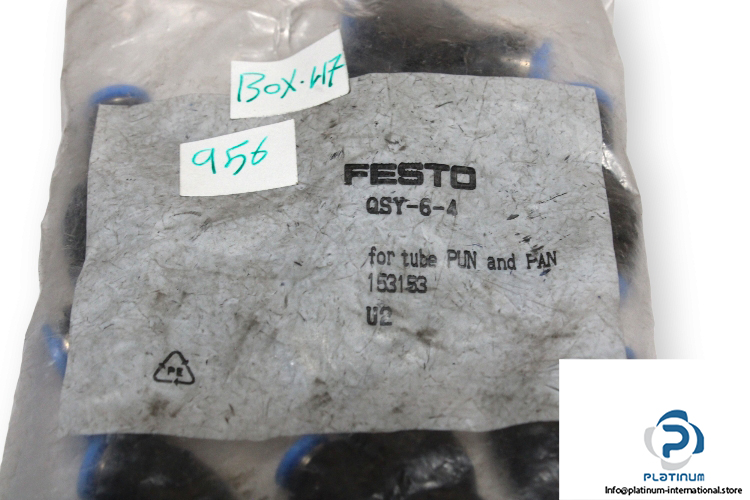 BOX.47
956
FESTO
QSY-6-4
for tube PUN and PAN
153153
U2
PE
PLATINUM
Info@platinum-international.store